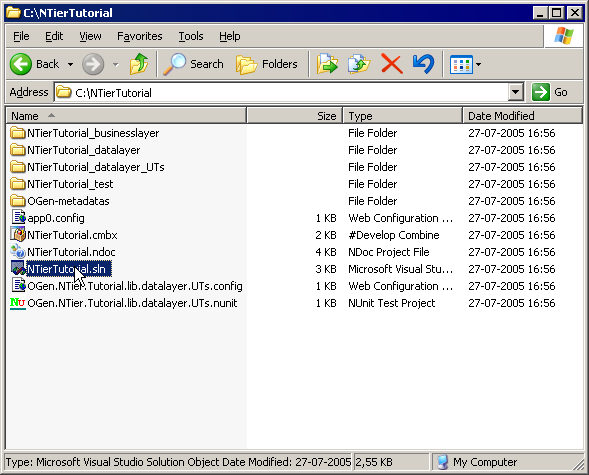 C:\NTierTutorial
File Edit View Favorites Tools Help
Back Search Folders
Address C:\NTierTutorial Go
Name Size Type Date Modified
NTierTutorial_businesslayer File Folder 27-07-2005 16:56
NTierTutorial_datalayer File Folder 27-07-2005 16:56
NTierTutorial_datalayer_UTs File Folder 27-07-2005 16:56
NTierTutorial_test File Folder 27-07-2005 16:56
OGen-metadatas File Folder 27-07-2005 16:56
app0.config 1 KB Web Configuration ... 27-07-2005 16:56
NTierTutorial.cmbx 2 KB #Develop Combine 27-07-2005 16:56
NTierTutorial.ndoc 4 KB NDoc Project File 27-07-2005 16:56
NTierTutorial.sln 3 KB Microsoft Visual Stu... 27-07-2005 16:56
OGen.NTier.Tutorial.lib.datalayer.UTs.config 1 KB Web Configuration ... 27-07-2005 16:56
OGen.NTier.Tutorial.lib.datalayer.UTs.nunit 1 KB NUnit Test Project 27-07-2005 16:56
Type: Microsoft Visual Studio Solution Object Date Modified: 27-07-2005 2,55 KB My Computer